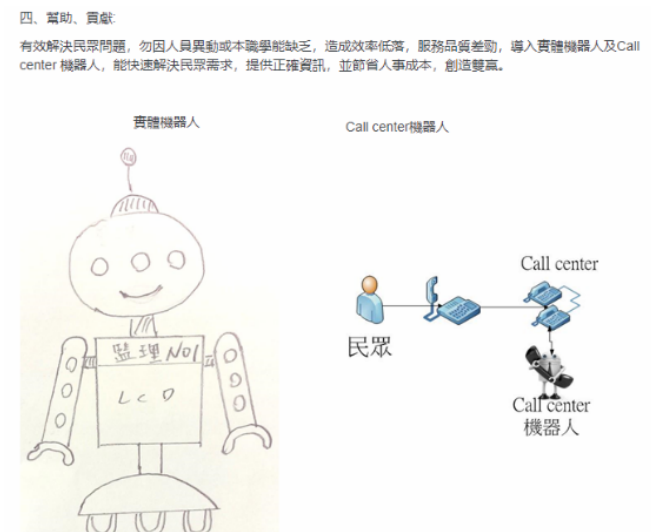 四、幫助、貢獻:
有效解決民眾問題，勿因人員異動或本職學能缺乏，造成效率低落，服務品質差勁，導入實體機器人及Call
center 機器人，能快速解決民眾需求，提供正確資訊，並節省人事成本，創造雙贏。
實體機器人
Call center機器人
監理NO1
LCD
民眾
Call center
Call center
機器人